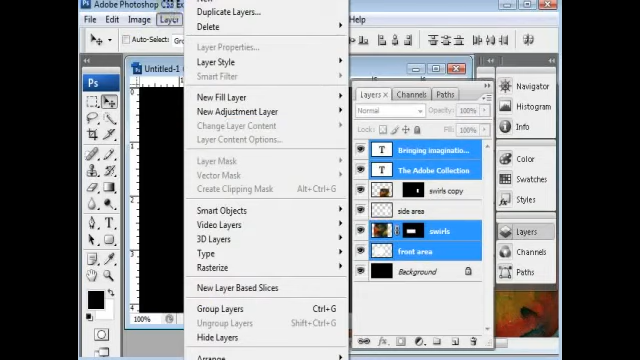 Adobe Photoshop CS3 Ex
New
File Edit Image Layer
Help
Duplicate Layers...
Delete
Auto-Select:
Layer Properties...
Layer Style
Smart Filter
Untitled-1
New Fill Layer
New Adjustment Layer
Change Layer Content
Layer Content Options...
Layer Mask
Vector Mask
Create Clipping Mask Alt+Ctrl+G
Smart Objects
Video Layers
3D Layers
Type
Rasterize
New Layer Based Slices
Group Layers Ctrl+G
Ungroup Layers Shift+Ctrl+G
Hide Layers
Arrange
100%
Ps
Layers x Channels Paths
Normal Opacity: 100%
Lock: Fill: 100%
T Bringing imaginatio...
T The Adobe Collection
swirls copy
side area
swirls
front area
Background
Navigator
Histogram
Info
Color
Swatches
Styles
Layers
Channels
Paths